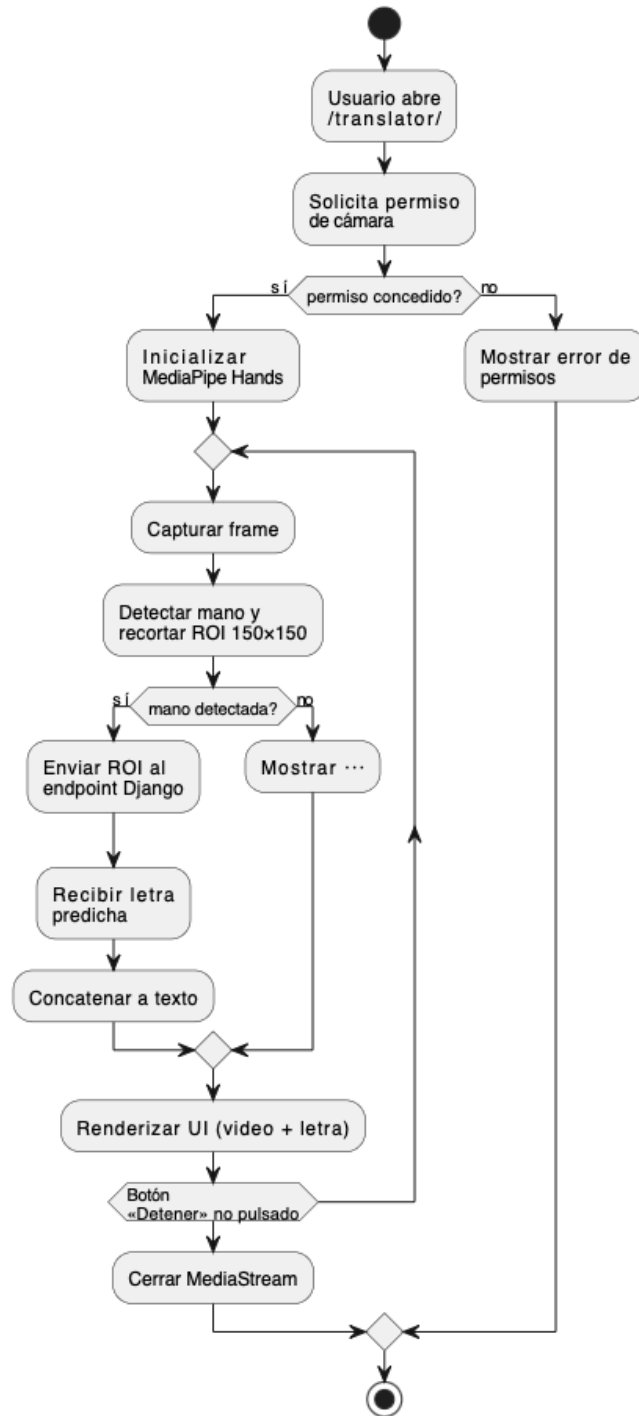 Usuario abre
/translator/
Solicita permiso
de cámara
sí
permiso concedido?
no
Inicializar
MediaPipe Hands
Mostrar error de
permisos
Capturar frame
Detectar mano y
recortar ROI 150×150
sí
mano detectada?
no
Enviar ROI al
endpoint Django
Mostrar ⋯
Recibir letra
predicha
Concatenar a texto
Renderizar UI (video + letra)
Botón
«Detener» no pulsado
Cerrar MediaStream